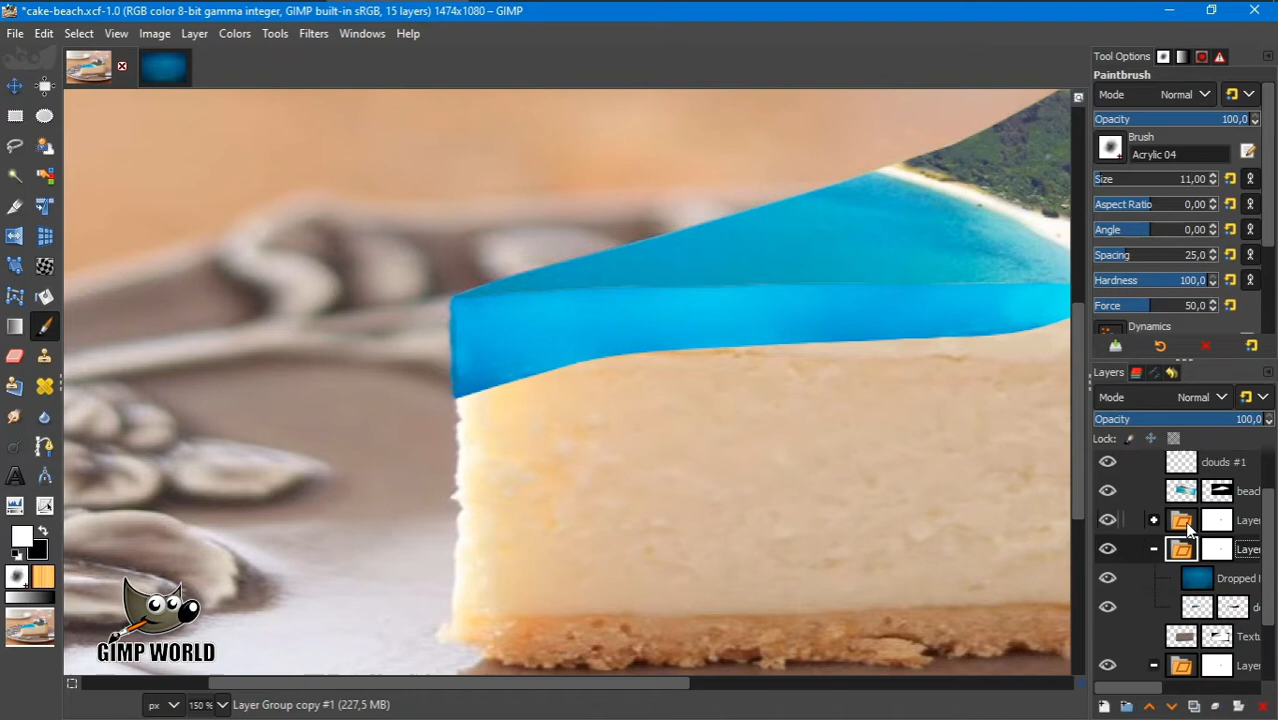 *cake-beach.xcf-1.0 (RGB color 8-bit gamma integer, GIMP built-in sRGB, 15 layers) 1474x1080 – GIMP
File Edit Select View Image Layer Colors Tools Filters Windows Help
Tool Options
Paintbrush
Mode Normal
Opacity 100,0
Brush
Acrylic 04
Size 11,00
Aspect Ratio 0,00
Angle 0,00
Spacing 25,0
Hardness 100,0
Force 50,0
Dynamics
Layers
Mode Normal
Opacity 100,0
Lock:
clouds #1
beac
Layer
Layer
Dropped
Textu
Layer
GIMP WORLD
px 150 % Layer Group copy #1 (227,5 MB)